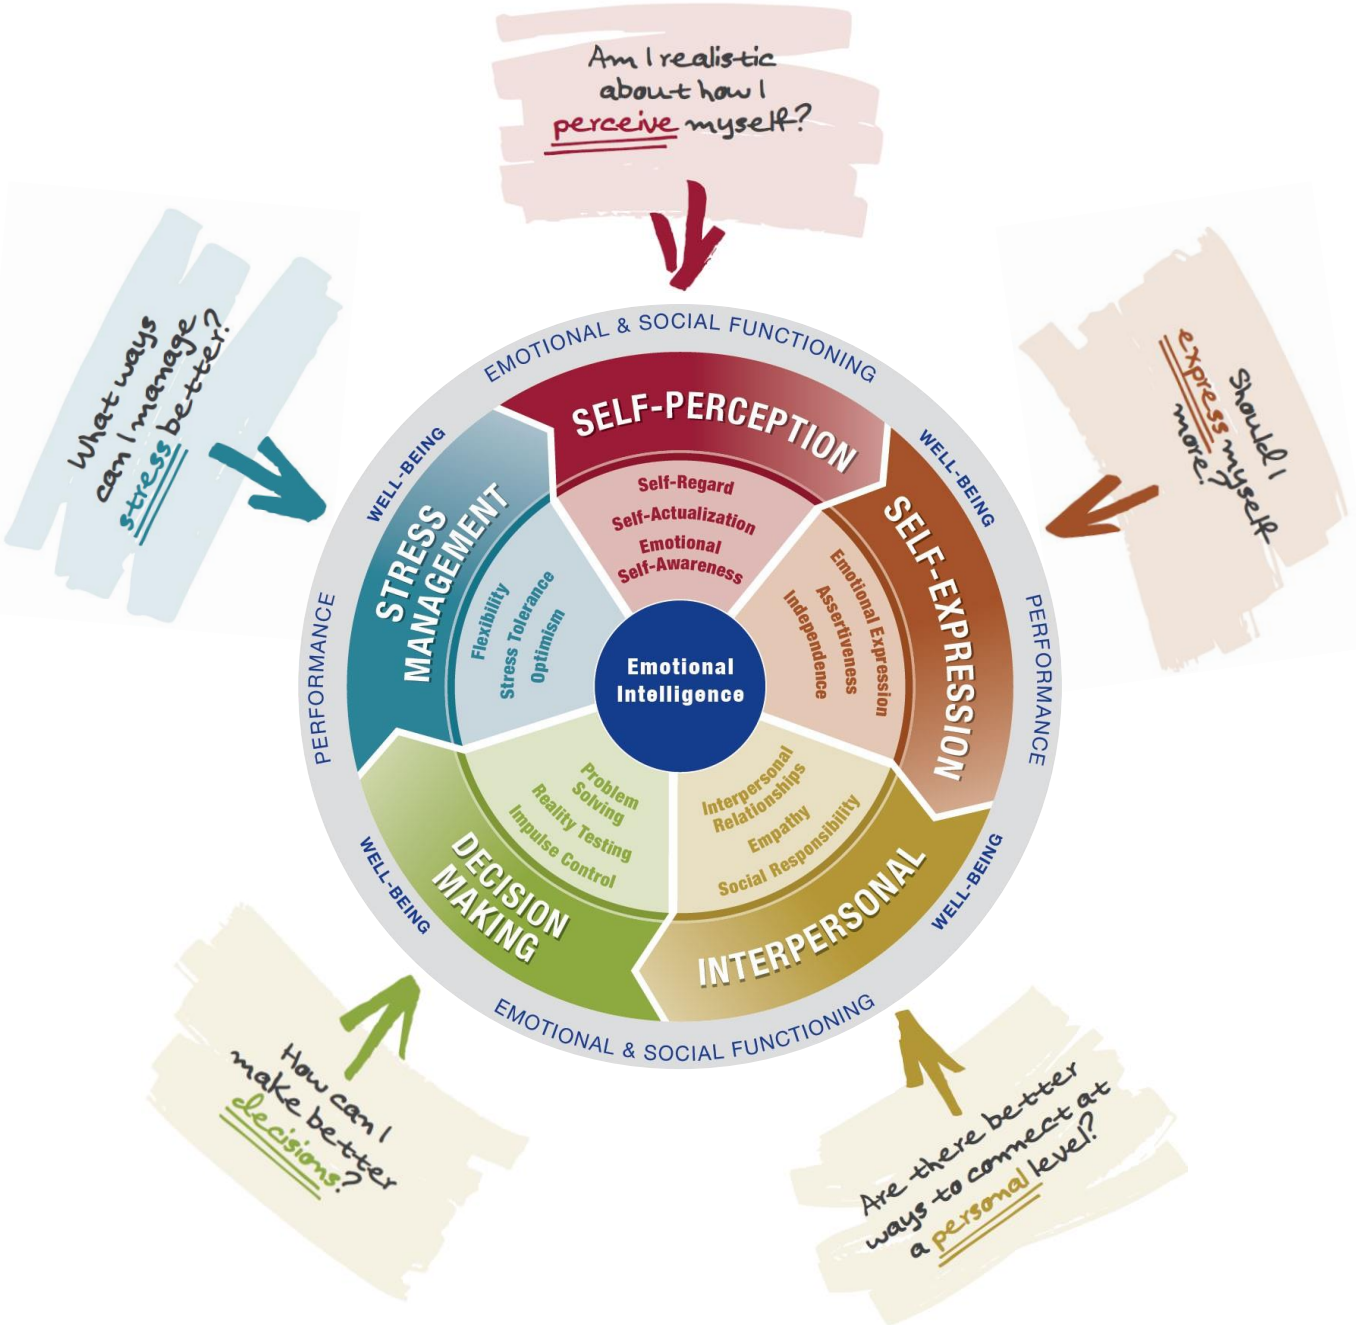 Am I realistic
about how I
perceive myself?
What ways
can I manage
stress better?
Should I
express myself
more?
EMOTIONAL & SOCIAL FUNCTIONING
WELL-BEING
WELL-BEING
PERFORMANCE
PERFORMANCE
WELL-BEING
WELL-BEING
EMOTIONAL & SOCIAL FUNCTIONING
SELF-PERCEPTION
Self-Regard
Self-Actualization
Emotional
Self-Awareness
SELF-EXPRESSION
Emotional Expression
Assertiveness
Independence
INTERPERSONAL
Interpersonal
Relationships
Empathy
Social Responsibility
DECISION
MAKING
Problem
Solving
Reality Testing
Impulse Control
STRESS
MANAGEMENT
Flexibility
Stress Tolerance
Optimism
Emotional
Intelligence
How can I
make better
decisions?
Are there better
ways to connect at
a personal level?